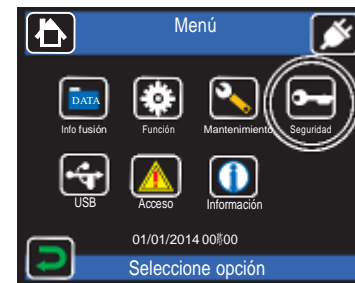 Menú
DATA
Info fusión Función Mantenimiento Seguridad
USB Acceso Información
01/01/2014 00:00
Seleccione opción